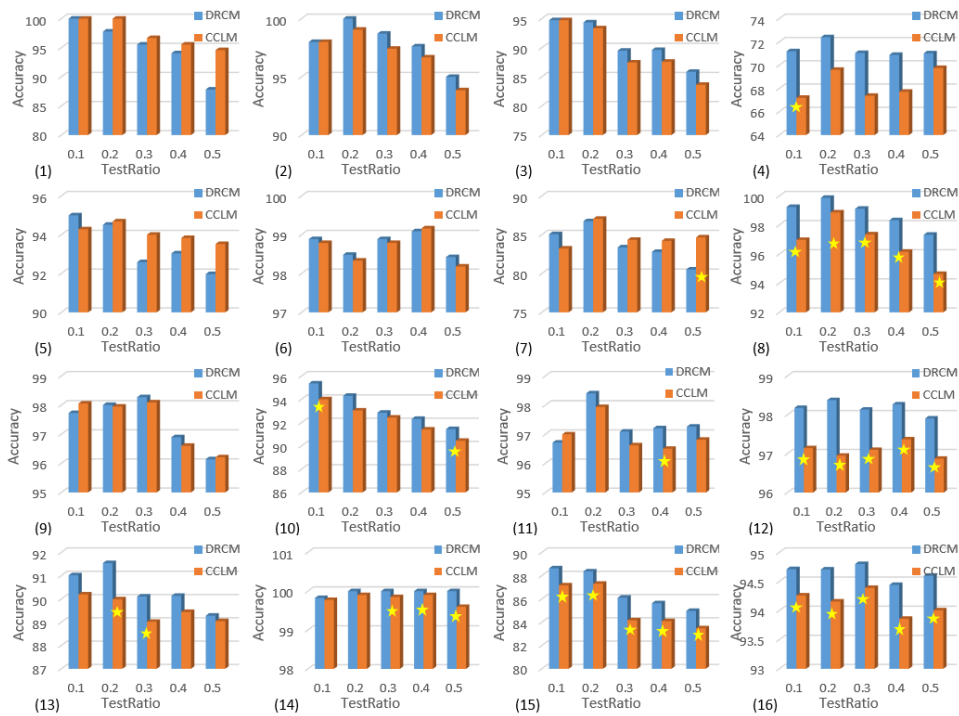 100 95 90 85 80
Accuracy
DRCM
CCLM
0.1 0.2 0.3 0.4 0.5
TestRatio
(1)
100 95 90
Accuracy
DRCM
CCLM
0.1 0.2 0.3 0.4 0.5
TestRatio
(2)
95 90 85 80 75
Accuracy
DRCM
CCLM
0.1 0.2 0.3 0.4 0.5
TestRatio
(3)
74 72 70 68 66 64
Accuracy
DRCM
CCLM
0.1 0.2 0.3 0.4 0.5
TestRatio
(4)
96 94 92 90
Accuracy
DRCM
CCLM
0.1 0.2 0.3 0.4 0.5
TestRatio
(5)
99 99 98 97
Accuracy
DRCM
CCLM
0.1 0.2 0.3 0.4 0.5
TestRatio
(6)
90 85 80 75
Accuracy
DRCM
CCLM
0.1 0.2 0.3 0.4 0.5
TestRatio
(7)
100 98 96 94 92
Accuracy
DRCM
CCLM
0.1 0.2 0.3 0.4 0.5
TestRatio
(8)
99 98 97 96 95
Accuracy
DRCM
CCLM
0.1 0.2 0.3 0.4 0.5
TestRatio
(9)
96 94 92 90 88 86
Accuracy
DRCM
CCLM
0.1 0.2 0.3 0.4 0.5
TestRatio
(10)
99 98 97 96 95
Accuracy
DRCM
CCLM
0.1 0.2 0.3 0.4 0.5
TestRatio
(11)
99 98 97 96
Accuracy
DRCM
CCLM
0.1 0.2 0.3 0.4 0.5
TestRatio
(12)
92 91 90 89 88 87
Accuracy
DRCM
CCLM
0.1 0.2 0.3 0.4 0.5
TestRatio
(13)
101 100 99 98
Accuracy
DRCM
CCLM
0.1 0.2 0.3 0.4 0.5
TestRatio
(14)
90 88 86 84 82 80
Accuracy
DRCM
CCLM
0.1 0.2 0.3 0.4 0.5
TestRatio
(15)
95 94.5 94 93.5 93
Accuracy
DRCM
CCLM
0.1 0.2 0.3 0.4 0.5
TestRatio
(16)